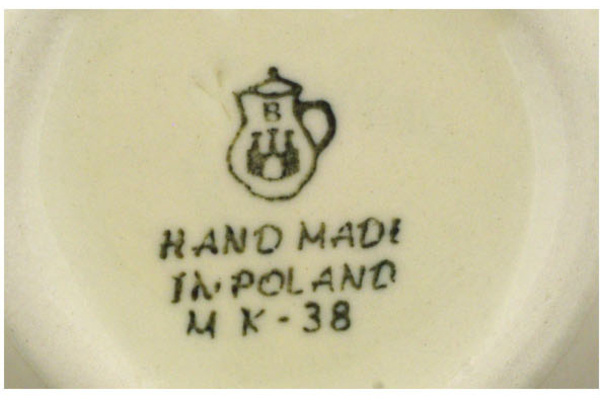 B
HAND MADE
IN POLAND
M K - 38